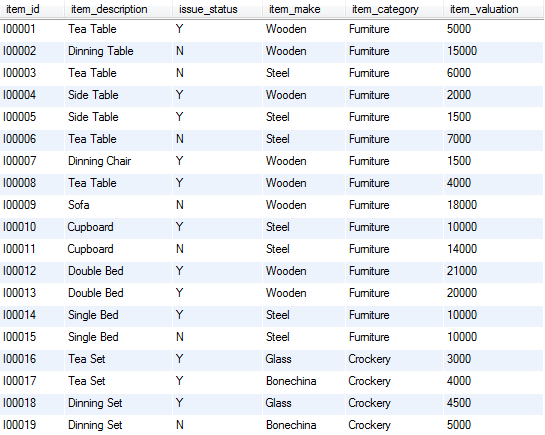 item_id item_description issue_status item_make item_category item_valuation
I00001 Tea Table Y Wooden Furniture 5000
I00002 Dinning Table N Wooden Furniture 15000
I00003 Tea Table N Steel Furniture 6000
I00004 Side Table Y Wooden Furniture 2000
I00005 Side Table Y Steel Furniture 1500
I00006 Tea Table N Steel Furniture 7000
I00007 Dinning Chair Y Wooden Furniture 1500
I00008 Tea Table Y Wooden Furniture 4000
I00009 Sofa N Wooden Furniture 18000
I00010 Cupboard Y Steel Furniture 10000
I00011 Cupboard N Steel Furniture 14000
I00012 Double Bed Y Wooden Furniture 21000
I00013 Double Bed Y Wooden Furniture 20000
I00014 Single Bed Y Steel Furniture 10000
I00015 Single Bed N Steel Furniture 10000
I00016 Tea Set Y Glass Crockery 3000
I00017 Tea Set Y Bonechina Crockery 4000
I00018 Dinning Set Y Glass Crockery 4500
I00019 Dinning Set N Bonechina Crockery 5000